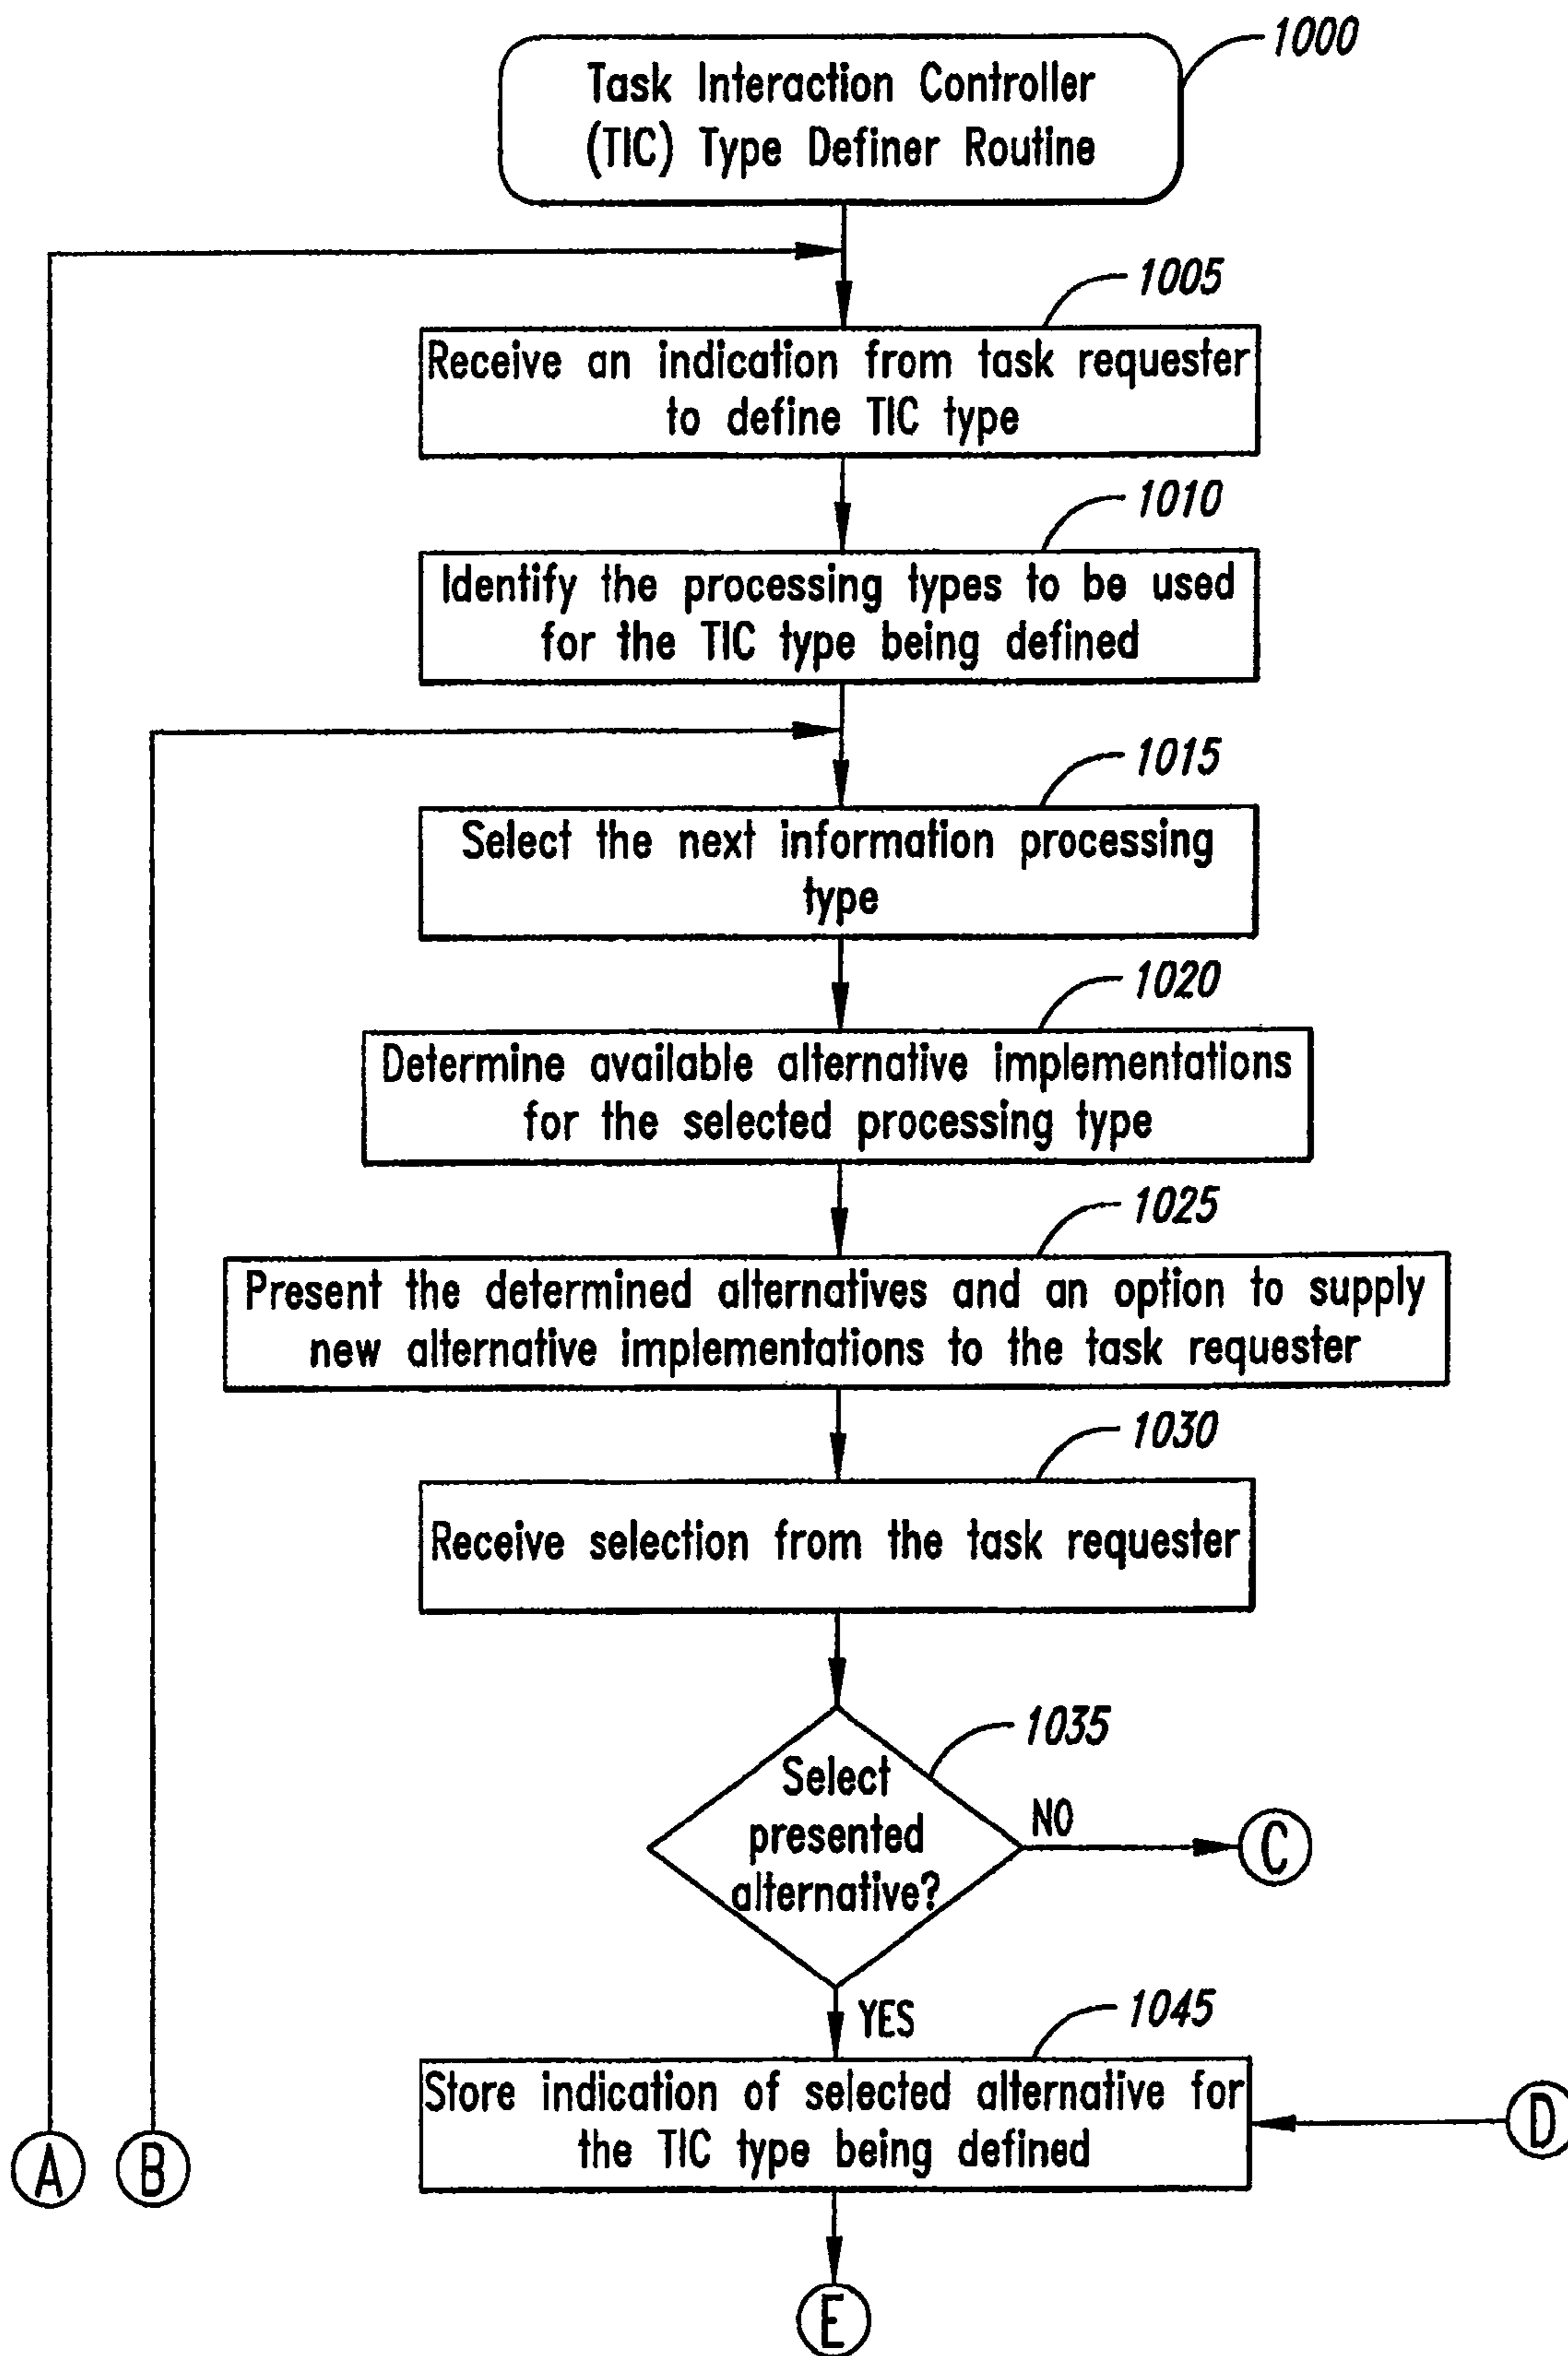 1000
Task Interaction Controller
(TIC) Type Definer Routine
1005
Receive an indication from task requester
to define TIC type
1010
Identify the processing types to be used
for the TIC type being defined
1015
Select the next information processing
type
1020
Determine available alternative implementations
for the selected processing type
1025
Present the determined alternatives and an option to supply
new alternative implementations to the task requester
1030
Receive selection from the task requester
1035
Select
presented
alternative?
NO
C
YES
1045
Store indication of selected alternative for
the TIC type being defined
D
A
B
E